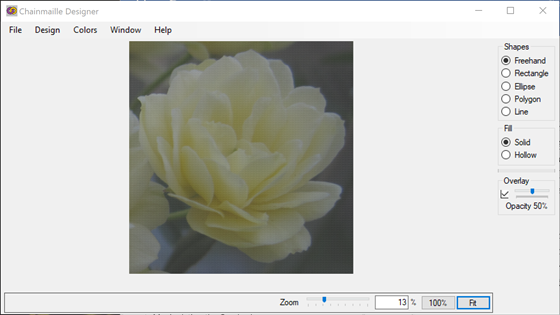 Chainmaille Designer
File Design Colors Window Help
Shapes
Freehand
Rectangle
Ellipse
Polygon
Line
Fill
Solid
Hollow
Overlay
Opacity 50%
Zoom 13 % 100% Fit